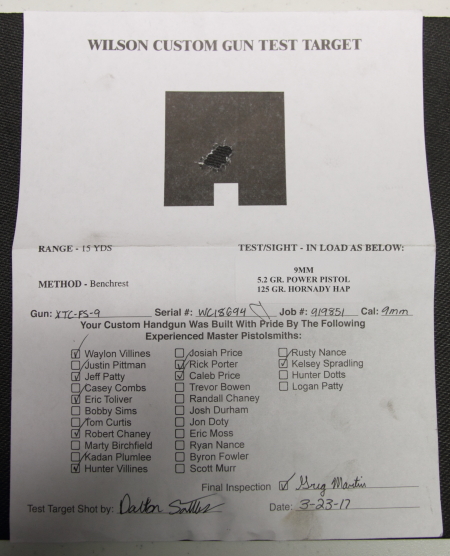 WILSON CUSTOM GUN TEST TARGET
RANGE - 15 YDS
TEST/SIGHT - IN LOAD AS BELOW:
9MM
5.2 GR. POWER PISTOL
125 GR. HORNADY HAP
METHOD - Benchrest
Gun: XTC-FS-9 Serial #: WC18694 Job #: 919851 Cal: 9mm
Your Custom Handgun Was Built With Pride By The Following
Experienced Master Pistolsmiths:
Waylon Villines Josiah Price Rusty Nance
Justin Pittman Rick Porter Kelsey Spradling
Jeff Patty Caleb Price Hunter Dotts
Casey Combs Trevor Bowen Logan Patty
Eric Toliver Randall Chaney
Bobby Sims Josh Durham
Tom Curtis Jon Doty
Robert Chaney Eric Moss
Marty Birchfield Ryan Nance
Kadan Plumlee Byron Fowler
Hunter Villines Scott Murr
Final Inspection Greg Martin
Test Target Shot by: Dalton Date: 3-23-17